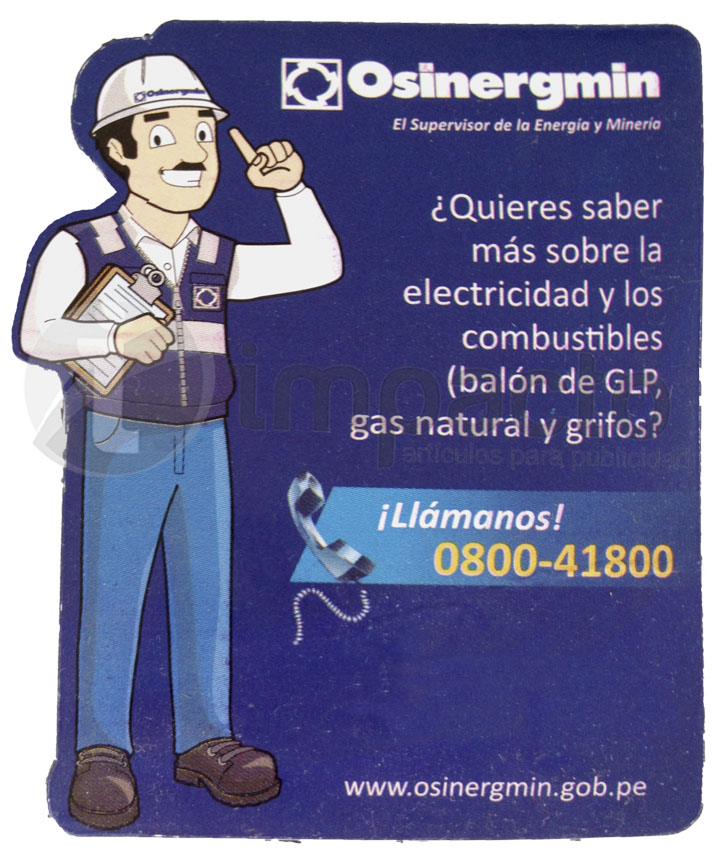 Osinergmin
Osinergmin
El Supervisor de la Energía y Minería
¿Quieres saber
más sobre la
electricidad y los
combustibles
(balón de GLP,
gas natural y grifos?
impacto
artículos para publicidad
¡Llámanos!
0800-41800
www.osinergmin.gob.pe